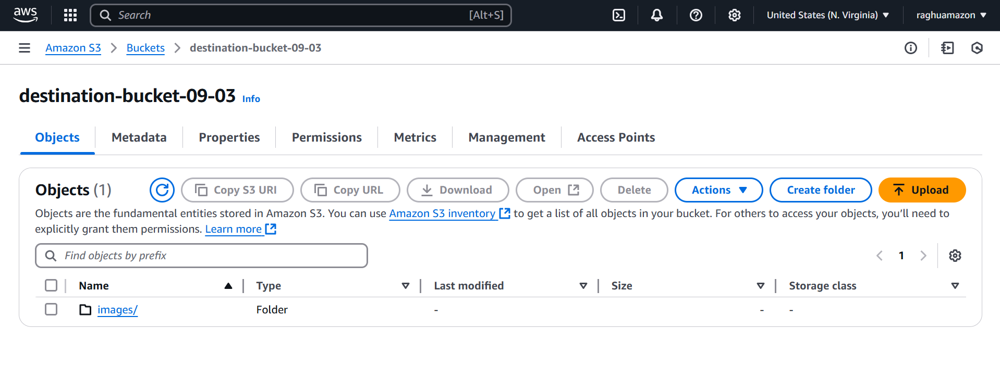 aws Search [Alt+S] United States (N. Virginia) raghuamazon
Amazon S3 Buckets destination-bucket-09-03
destination-bucket-09-03 Info
Objects Metadata Properties Permissions Metrics Management Access Points
Objects (1) Copy S3 URI Copy URL Download Open Delete Actions Create folder Upload
Objects are the fundamental entities stored in Amazon S3. You can use Amazon S3 inventory to get a list of all objects in your bucket. For others to access your objects, you’ll need to
explicitly grant them permissions. Learn more
Find objects by prefix 1
Name Type Last modified Size Storage class
images/ Folder - - -